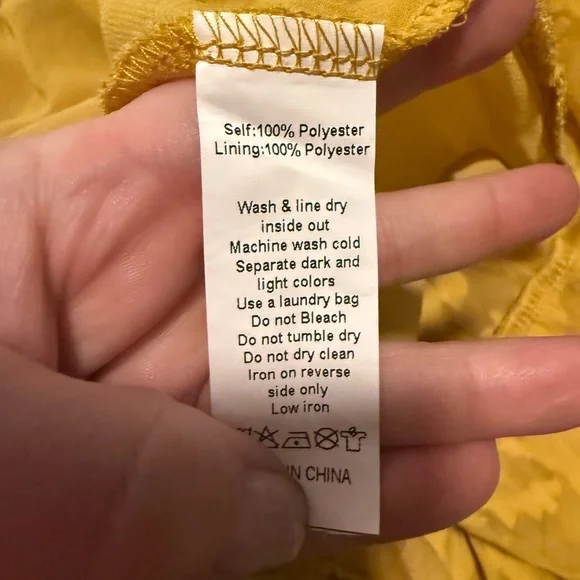 Self:100% Polyester
Lining:100% Polyester
Wash & line dry
inside out
Machine wash cold
Separate dark and
light colors
Use a laundry bag
Do not Bleach
Do not tumble dry
Do not dry clean
Iron on reverse
side only
Low iron
IN CHINA